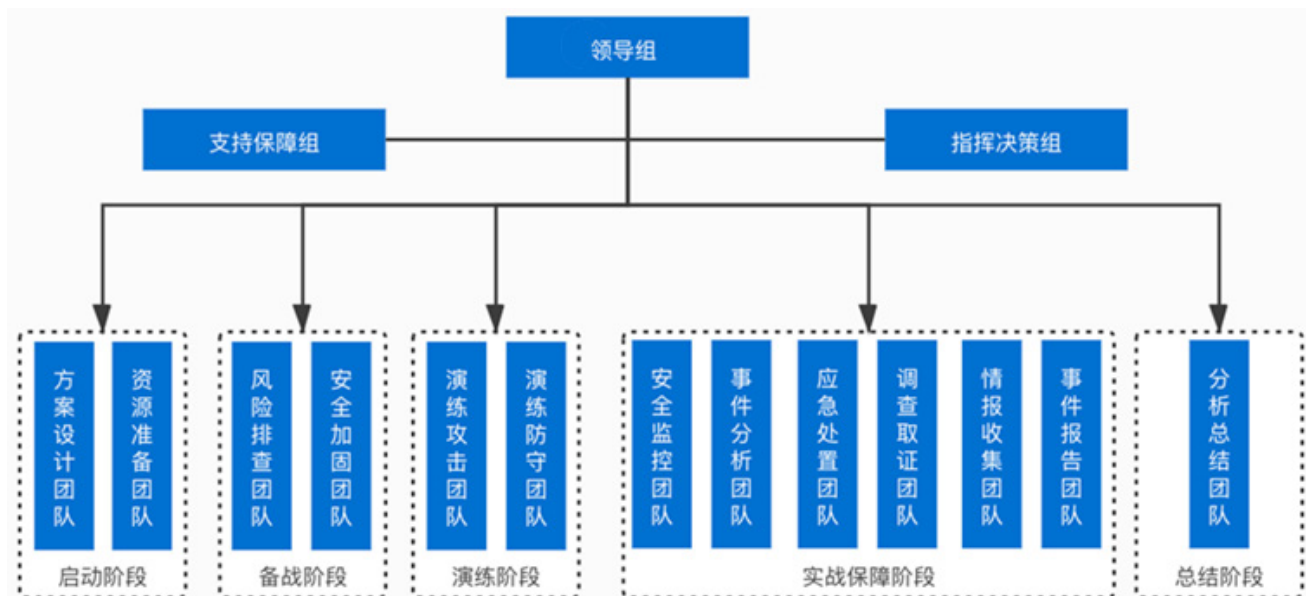 领导组
支持保障组
指挥决策组
方案设计团队
资源准备团队
启动阶段
风险排查团队
安全加固团队
备战阶段
演练攻击团队
演练防守团队
演练阶段
安全监控团队
事件分析团队
应急处置团队
调查取证团队
情报收集团队
事件报告团队
实战保障阶段
分析总结团队
总结阶段